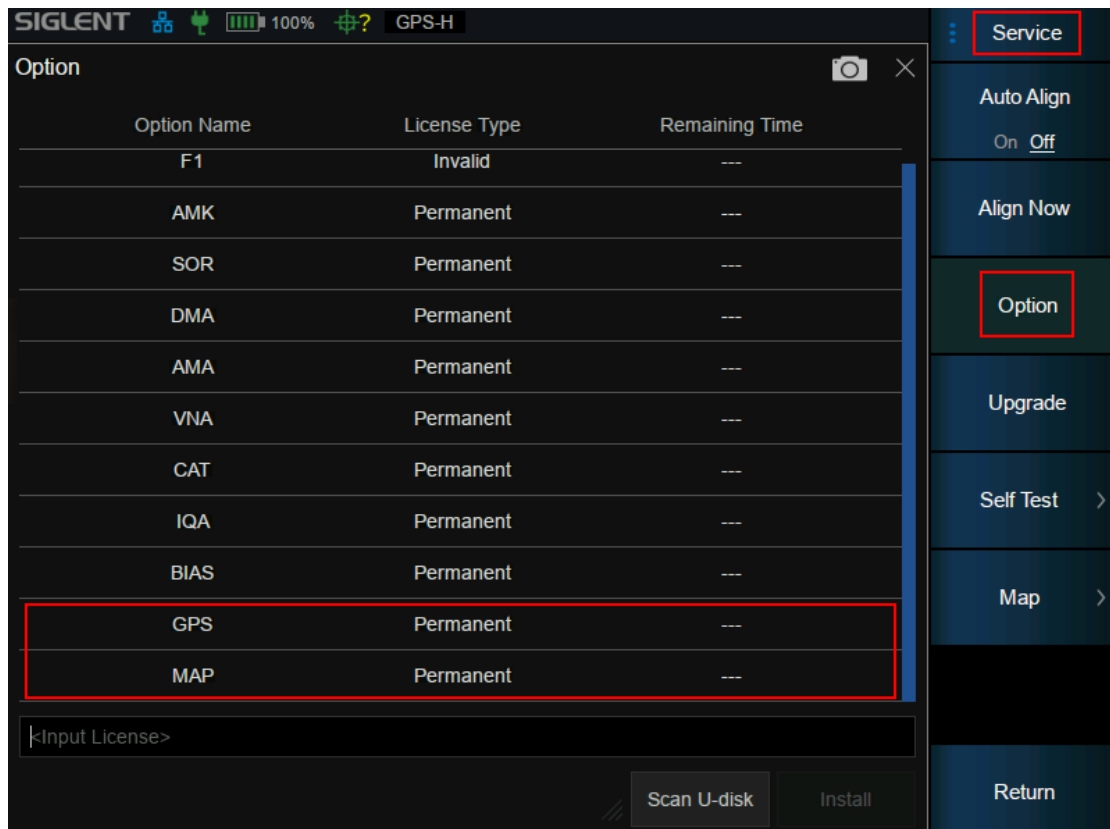 SIGLENT 100% ? GPS-H
Option
Option Name License Type Remaining Time
F1 Invalid ---
AMK Permanent ---
SOR Permanent ---
DMA Permanent ---
AMA Permanent ---
VNA Permanent ---
CAT Permanent ---
IQA Permanent ---
BIAS Permanent ---
GPS Permanent ---
MAP Permanent ---
<Input License>
Scan U-disk Install
Service
Auto Align
On Off
Align Now
Option
Upgrade
Self Test
Map
Return